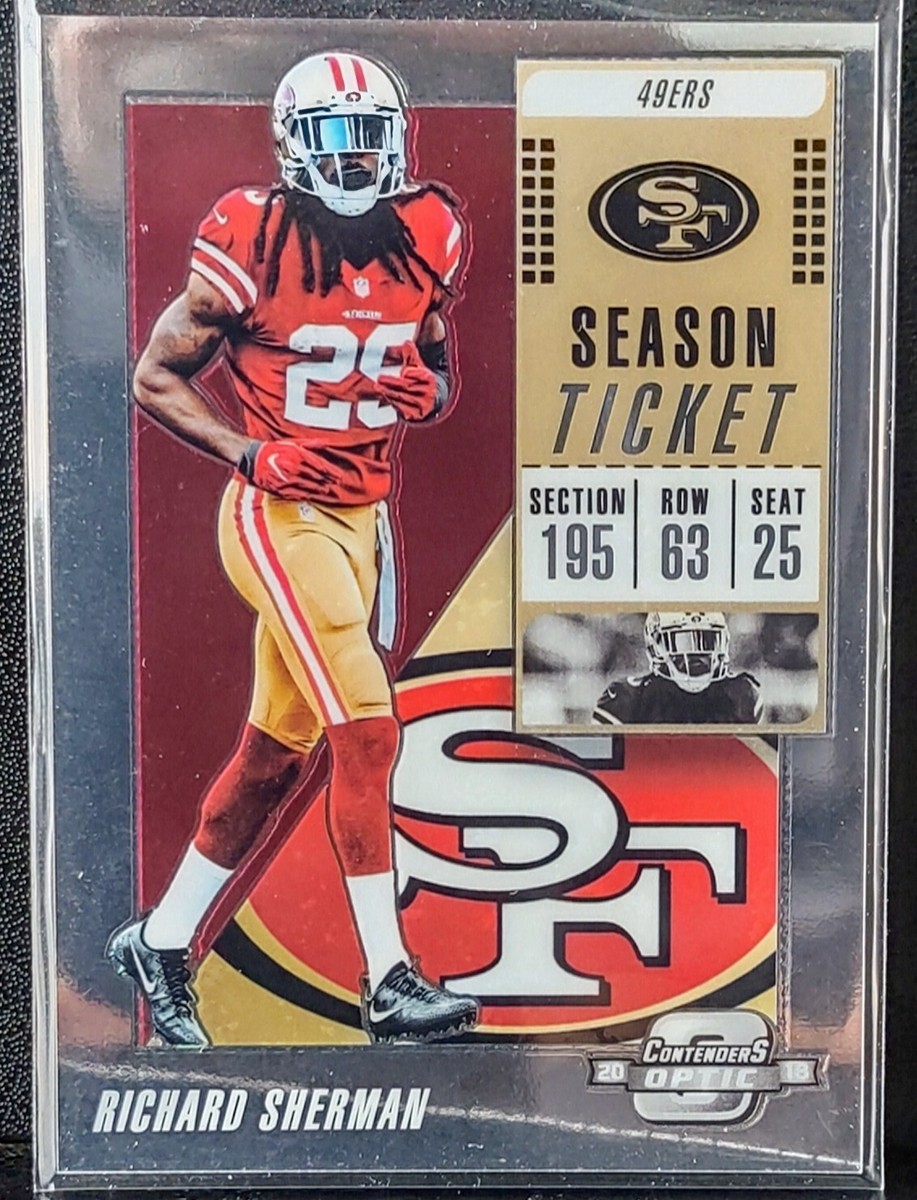 49ERS
SF
SEASON
TICKET
SECTION ROW SEAT
195 63 25
49ERS
25
SF
CONTENDERS
20 OPTIC 18
RICHARD SHERMAN